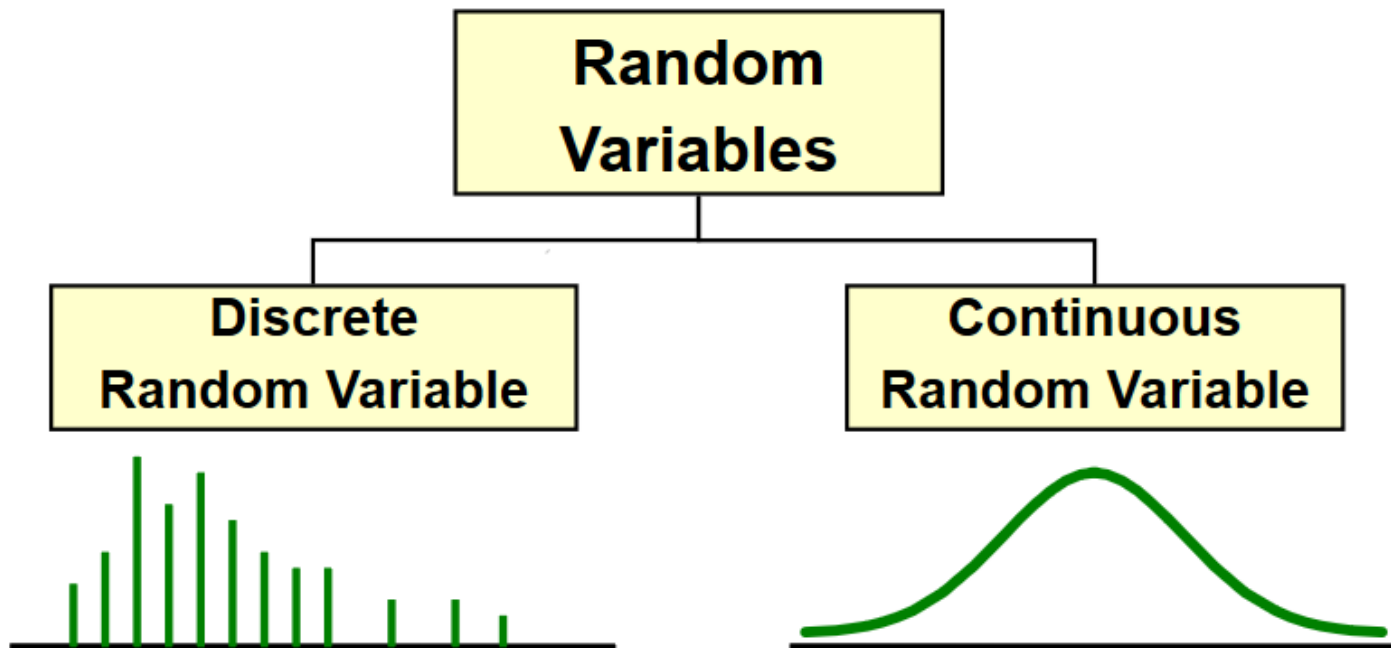 Random
Variables
Discrete
Random Variable
Continuous
Random Variable